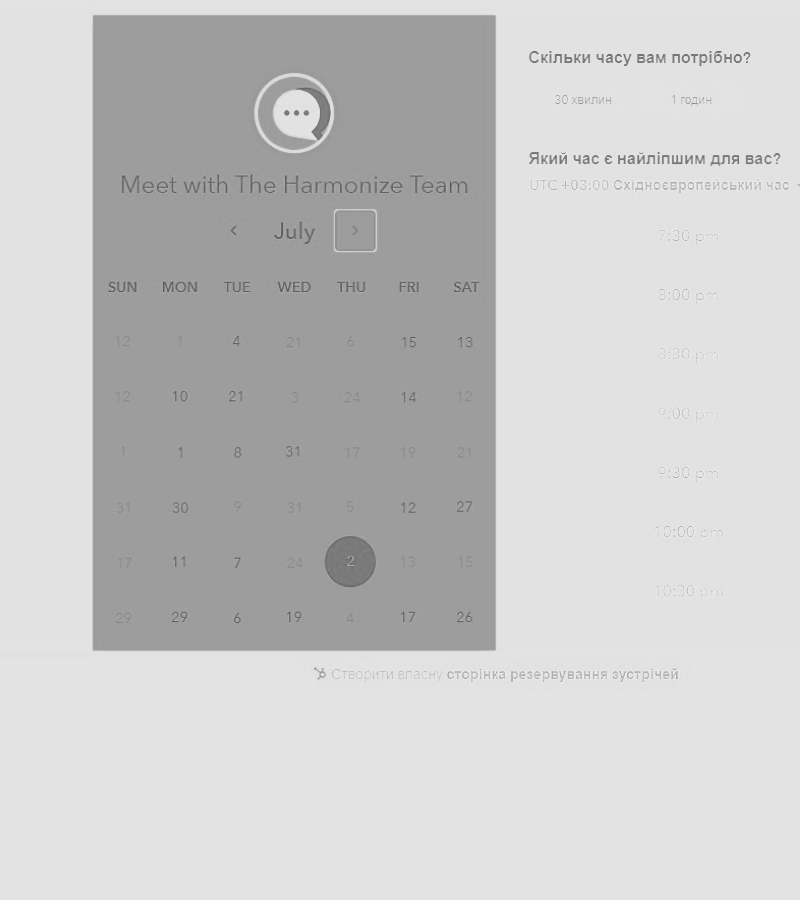 Meet with The Harmonize Team
July
SUN MON TUE WED THU FRI SAT
12 1 4 21 6 15 13
12 10 21 3 24 14 12
1 1 8 31 17 19 21
31 30 9 31 5 12 27
17 11 7 24 2 13 15
29 29 6 19 4 17 26
Скільки часу вам потрібно?
30 хвилин 1 годин
Який час є найліпшим для вас?
UTC +03:00 Східноєвропейський час
7:30 pm
8:00 pm
8:30 pm
9:00 pm
9:30 pm
10:00 pm
10:30 pm
Створити власну сторінка резервування зустрічей